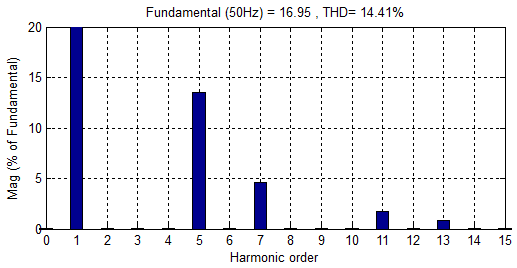 Fundamental (50Hz) = 16.95 , THD= 14.41%
Mag (% of Fundamental)
20
15
10
5
0
0 1 2 3 4 5 6 7 8 9 10 11 12 13 14 15
Harmonic order